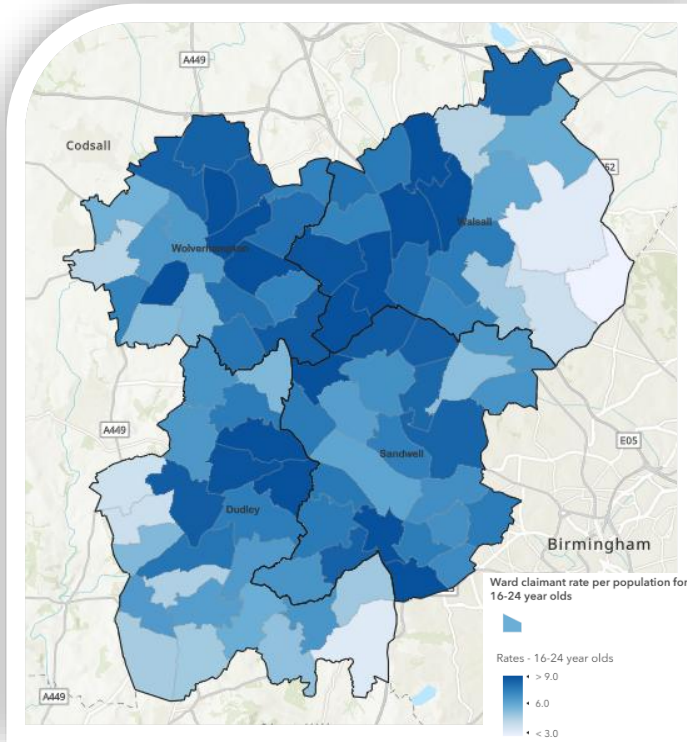 A449
Codsall
Walsall
A449
Sandwell
E05
Dudley
Birmingham
Ward claimant rate per population for
16-24 year olds
Rates - 16-24 year olds
> 9.0
6.0
< 3.0
A449